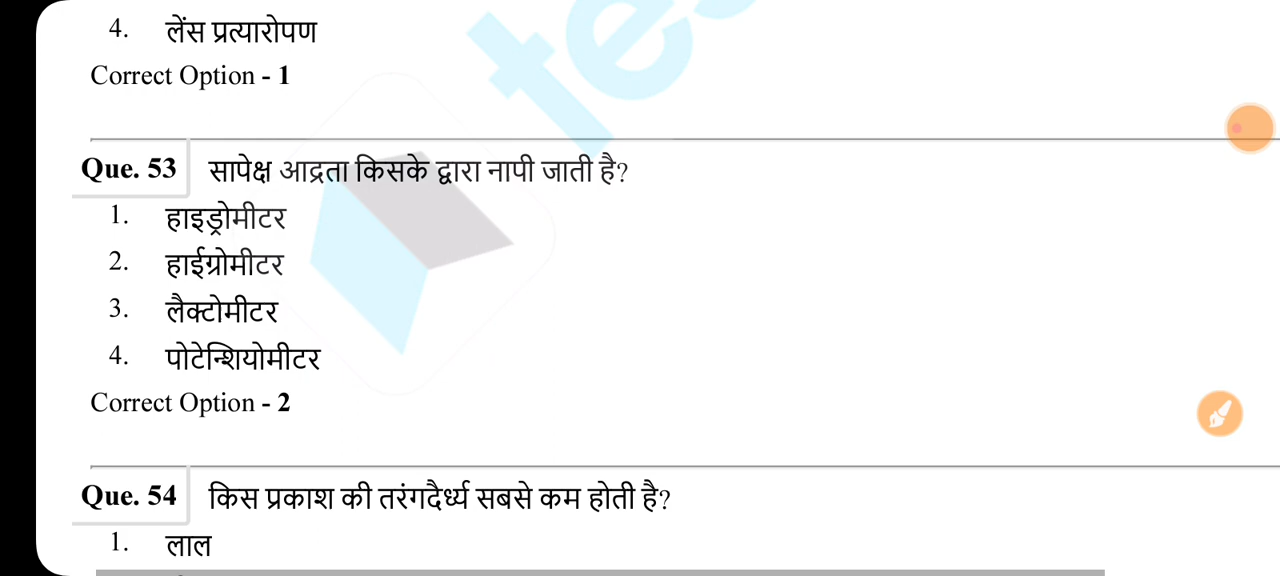 4. लेंस प्रत्यारोपण
Correct Option - 1
Que. 53 सापेक्ष आद्रता किसके द्वारा नापी जाती है?
1. हाइड्रोमीटर
2. हाईग्रोमीटर
3. लैक्टोमीटर
4. पोटेन्शियोमीटर
Correct Option - 2
Que. 54 किस प्रकाश की तरंगदैर्ध्य सबसे कम होती है?
1. लाल